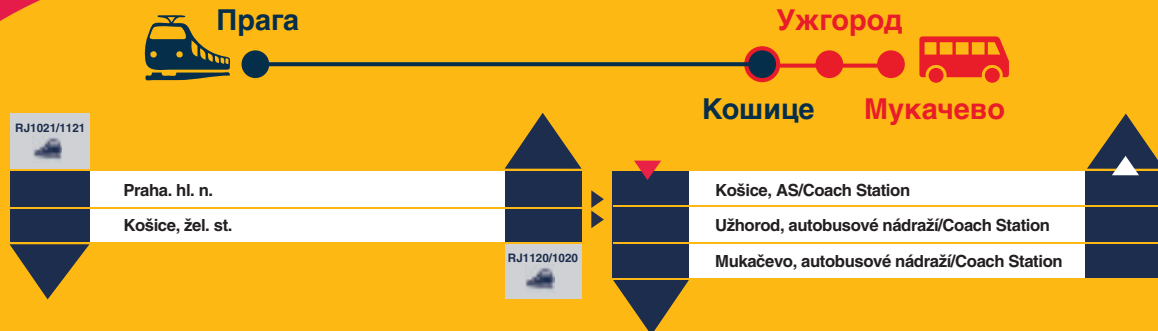 Прага
Ужгород
Кошице
Мукачево
RJ1021/1121
Praha. hl. n.
Košice, žel. st.
RJ1120/1020
Košice, AS/Coach Station
Užhorod, autobusové nádraží/Coach Station
Mukačevo, autobusové nádraží/Coach Station